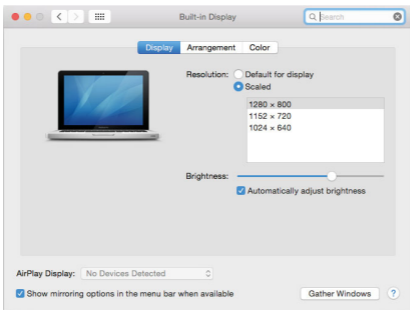 Built-in Display
Search
Display Arrangement Color
Resolution: Default for display
Scaled
1280 × 800
1152 × 720
1024 × 640
Brightness:
Automatically adjust brightness
AirPlay Display: No Devices Detected
Show mirroring options in the menu bar when available
Gather Windows ?